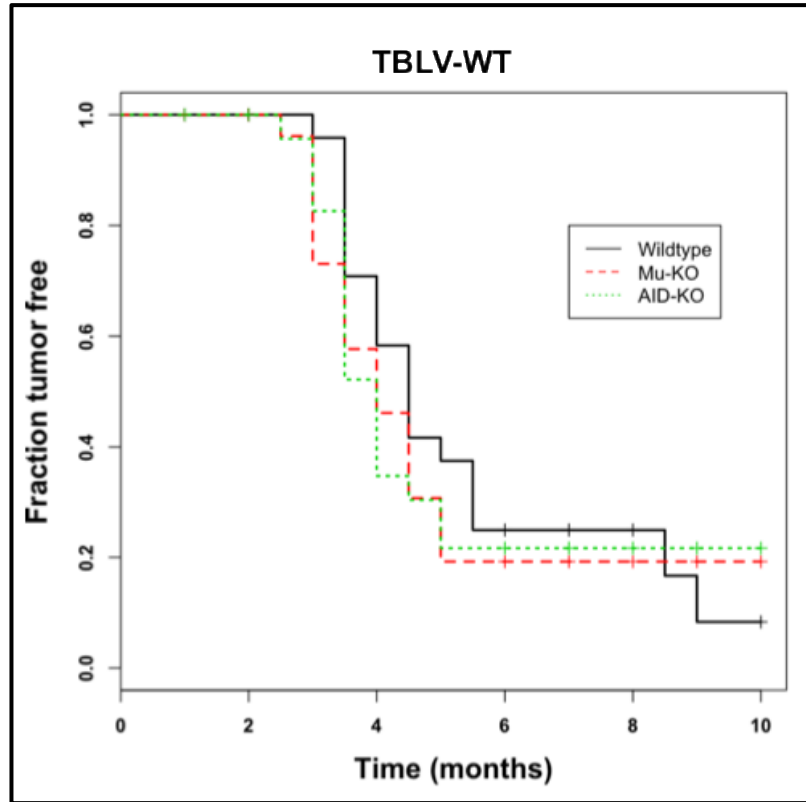 TBLV-WT
Fraction tumor free
1.0
0.8
0.6
0.4
0.2
0.0
Wildtype
Mu-KO
AID-KO
0 2 4 6 8 10
Time (months)